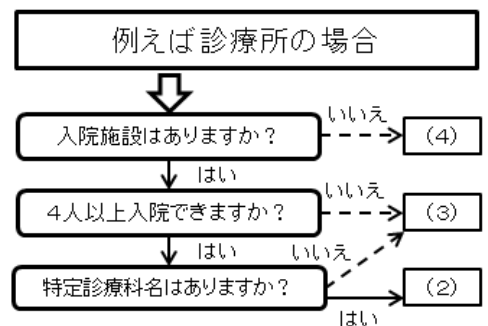 例えば診療所の場合
入院施設はありますか？
いいえ
（4）
はい
４人以上入院できますか？
いいえ
（3）
はい
いいえ
特定診療科名はありますか？
（2）
はい